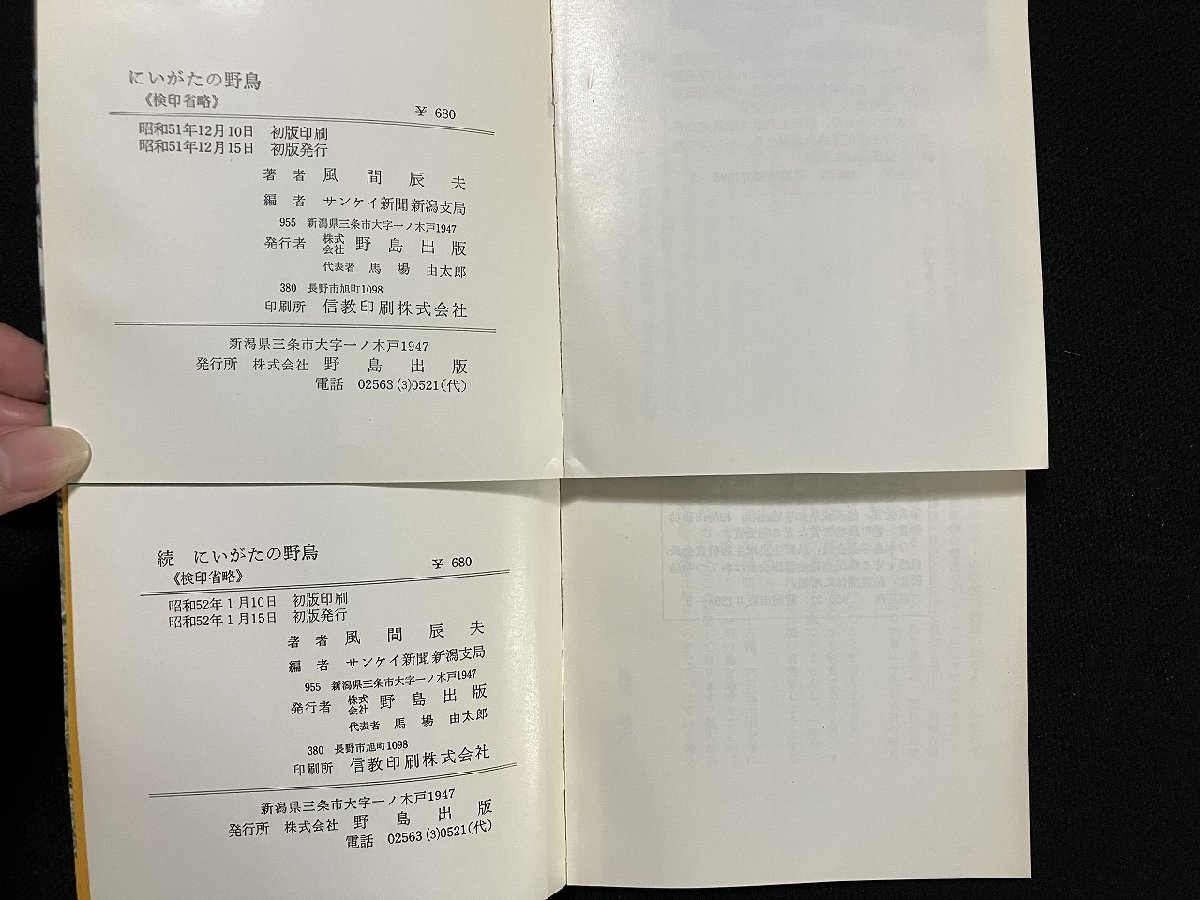 にいがたの野鳥
《検印省略》
¥ 680
昭和51年12月10日　初版印刷
昭和51年12月15日　初版発行
著　者　風　間　辰　夫
編　者　サンケイ新聞新潟支局
955　新潟県三条市大字一ノ木戸1947
発行者　株式会社　野　島　出　版
代表者　馬　場　由太郎
380　長野市旭町1098
印刷所　信教印刷株式会社
新潟県三条市大字一ノ木戸1947
発行所　株式会社　野　島　出　版
電話　02563(3)0521(代)
続　にいがたの野鳥
《検印省略》
¥ 680
昭和52年1月10日　初版印刷
昭和52年1月15日　初版発行
著　者　風　間　辰　夫
編　者　サンケイ新聞新潟支局
955　新潟県三条市大字一ノ木戸1947
発行者　株式会社　野　島　出　版
代表者　馬　場　由太郎
380　長野市旭町1098
印刷所　信教印刷株式会社
新潟県三条市大字一ノ木戸1947
発行所　株式会社　野　島　出　版
電話　02563(3)0521(代)